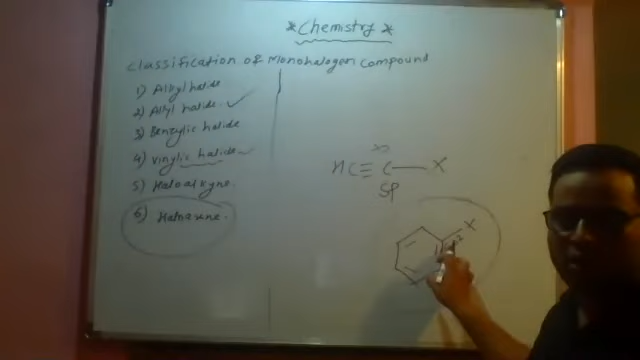 *Chemistry*
Classification of Monohalogen Compound
1) Alkyl halide
2) Allyl halide. ✓
3) Benzylic halide
4) Vinylic halide ✓
5) Haloalkyne.
6) Haloarene.
HC≡C—X
SP
X